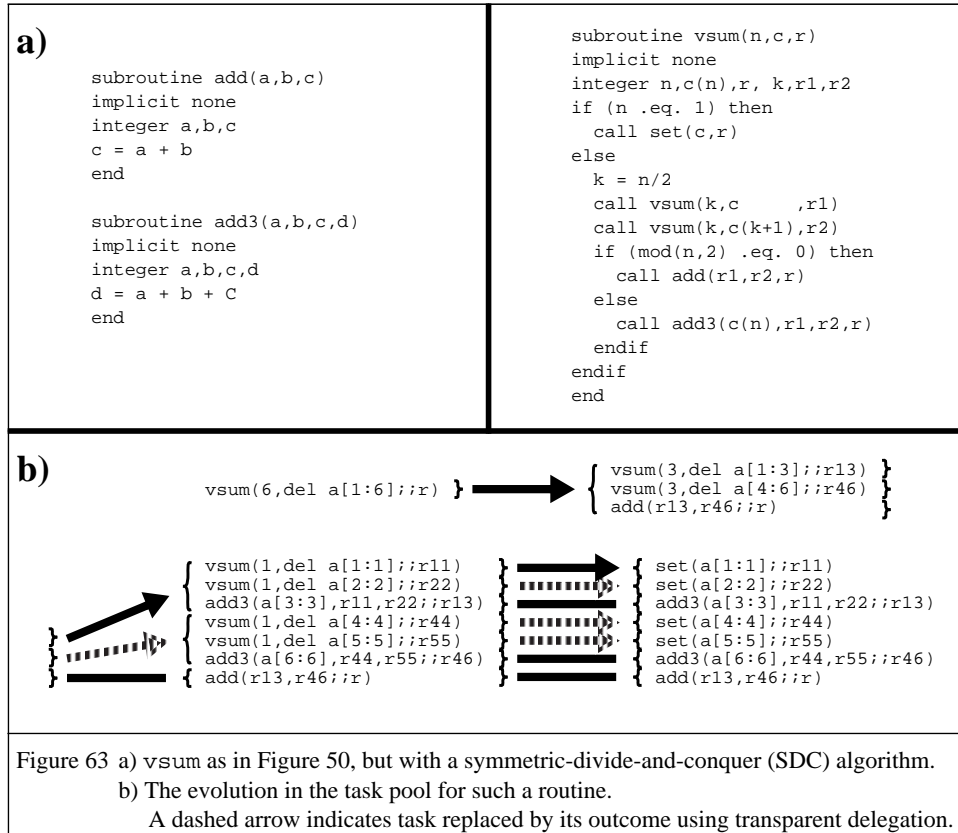 a)
subroutine add(a,b,c)
implicit none
integer a,b,c
c = a + b
end
subroutine add3(a,b,c,d)
implicit none
integer a,b,c,d
d = a + b + C
end
subroutine vsum(n,c,r)
implicit none
integer n,c(n),r, k,r1,r2
if (n .eq. 1) then
  call set(c,r)
else
  k = n/2
  call vsum(k,c      ,r1)
  call vsum(k,c(k+1),r2)
  if (mod(n,2) .eq. 0) then
    call add(r1,r2,r)
  else
    call add3(c(n),r1,r2,r)
  endif
endif
end
b)
vsum(6,del a[1:6];;r) }
{ vsum(3,del a[1:3];;r13) }
vsum(3,del a[4:6];;r46) }
add(r13,r46;;r) }
{ vsum(1,del a[1:1];;r11) } { set(a[1:1];;r11)
vsum(1,del a[2:2];;r22) } { set(a[2:2];;r22)
add3(a[3:3],r11,r22;;r13) } { add3(a[3:3],r11,r22;;r13)
} { vsum(1,del a[4:4];;r44) } { set(a[4:4];;r44)
} vsum(1,del a[5:5];;r55) } { set(a[5:5];;r55)
add3(a[6:6],r44,r55;;r46) } { add3(a[6:6],r44,r55;;r46)
} { add(r13,r46;;r) } { add(r13,r46;;r)
Figure 63 a) vsum as in Figure 50, but with a symmetric-divide-and-conquer (SDC) algorithm.
b) The evolution in the task pool for such a routine.
A dashed arrow indicates task replaced by its outcome using transparent delegation.